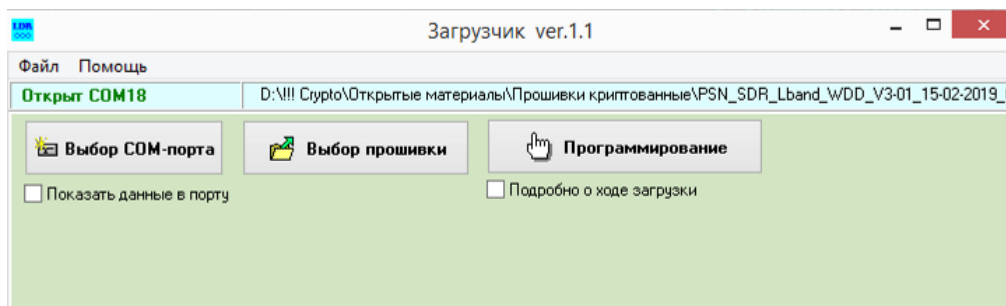 LDR
Загрузчик ver.1.1
Файл Помощь
Открыт COM18 D:\!!! Crypto\Открытые материалы\Прошивки криптованные\PSN_SDR_Lband_WDD_V3-01_15-02-2019_
Выбор COM-порта Выбор прошивки Программирование
Показать данные в порту Подробно о ходе загрузки